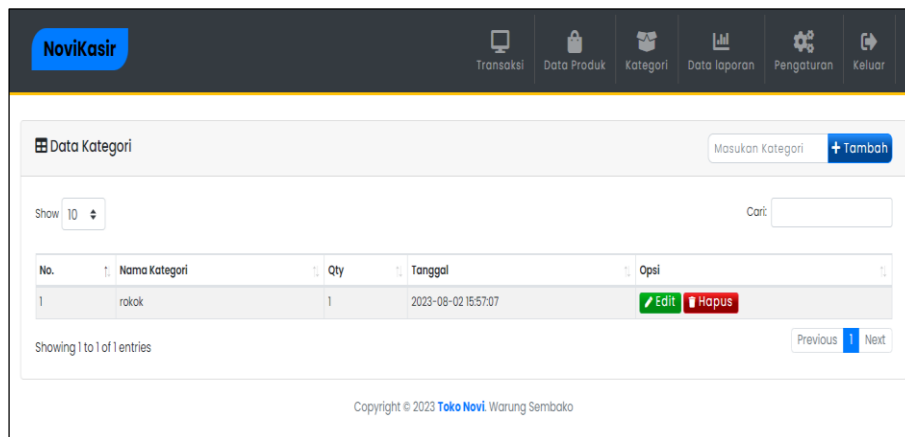 NoviKasir
Transaksi Data Produk Kategori Data laporan Pengaturan Keluar
Data Kategori Masukan Kategori + Tambah
Show 10 Cari:
No. Nama Kategori Qty Tanggal Opsi
1 rokok 1 2023-08-02 15:57:07 Edit Hapus
Showing 1 to 1 of 1 entries Previous 1 Next
Copyright © 2023 Toko Novi. Warung Sembako